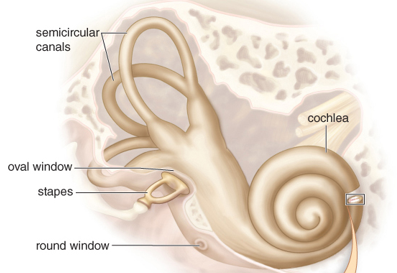 semicircular
canals
cochlea
oval window
stapes
round window